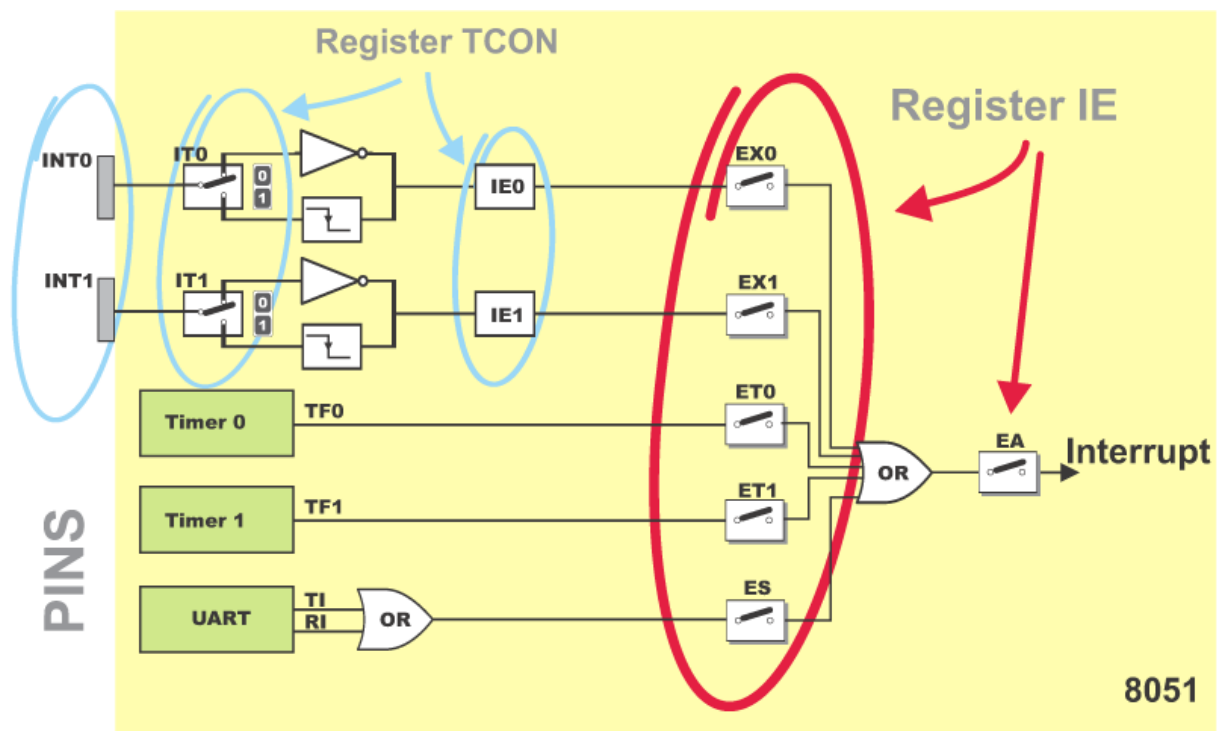 Register TCON
Register IE
INT0
IT0
0
1
IE0
EX0
INT1
IT1
0
1
IE1
EX1
Timer 0
TF0
ET0
OR
EA
Interrupt
Timer 1
TF1
ET1
PINS
UART
TI
RI
OR
ES
8051